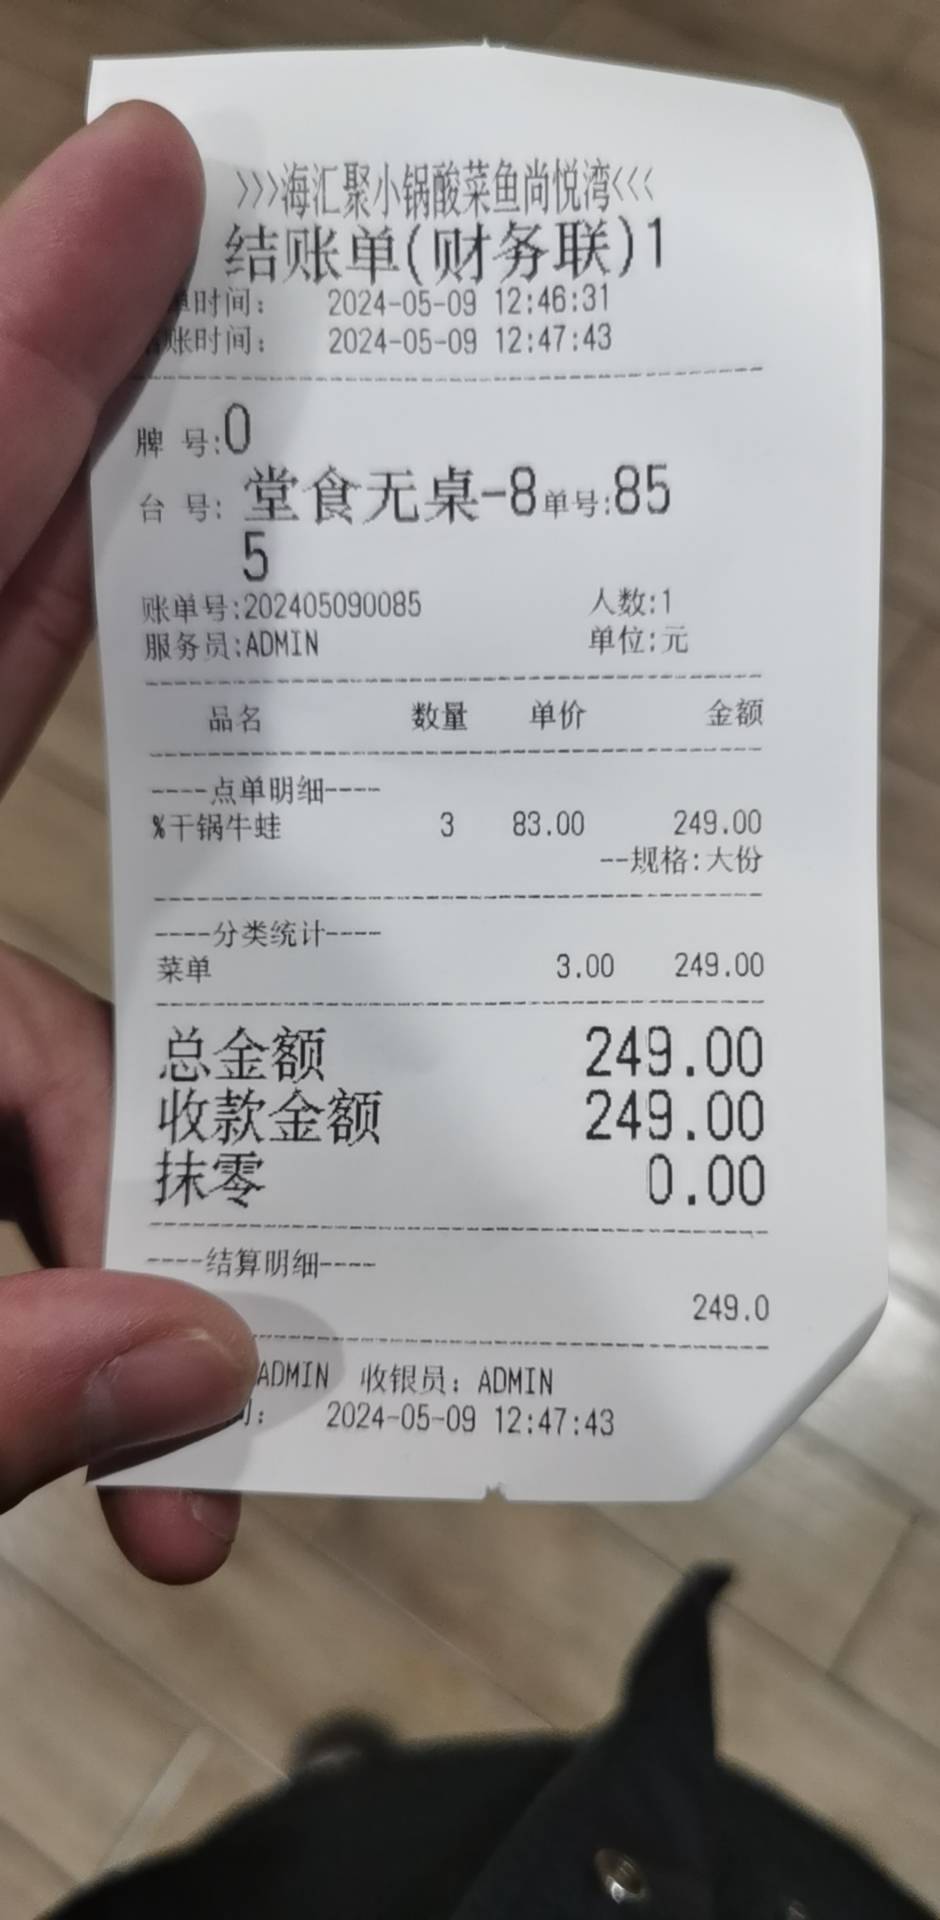 >>>海汇聚小锅酸菜鱼尚悦湾<<<
结账单(财务联)1
单时间: 2024-05-09 12:46:31
账时间: 2024-05-09 12:47:43
牌 号:0
台 号: 堂食无桌-8单号:85
5
账单号:202405090085 人数:1
服务员:ADMIN 单位:元
品名 数量 单价 金额
----点单明细----
%干锅牛蛙 3 83.00 249.00
--规格:大份
----分类统计----
菜单 3.00 249.00
总金额 249.00
收款金额 249.00
抹零 0.00
----结算明细----
249.0
ADMIN 收银员: ADMIN
: 2024-05-09 12:47:43